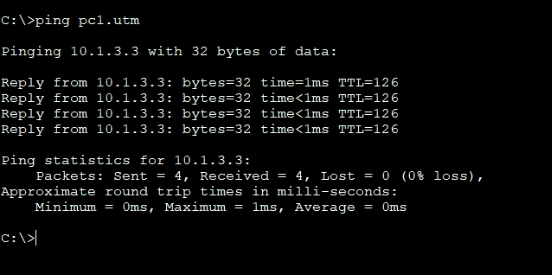 C:\>ping pc1.utm
Pinging 10.1.3.3 with 32 bytes of data:
Reply from 10.1.3.3: bytes=32 time=1ms TTL=126
Reply from 10.1.3.3: bytes=32 time<1ms TTL=126
Reply from 10.1.3.3: bytes=32 time<1ms TTL=126
Reply from 10.1.3.3: bytes=32 time<1ms TTL=126
Ping statistics for 10.1.3.3:
Packets: Sent = 4, Received = 4, Lost = 0 (0% loss),
Approximate round trip times in milli-seconds:
Minimum = 0ms, Maximum = 1ms, Average = 0ms
C:\>